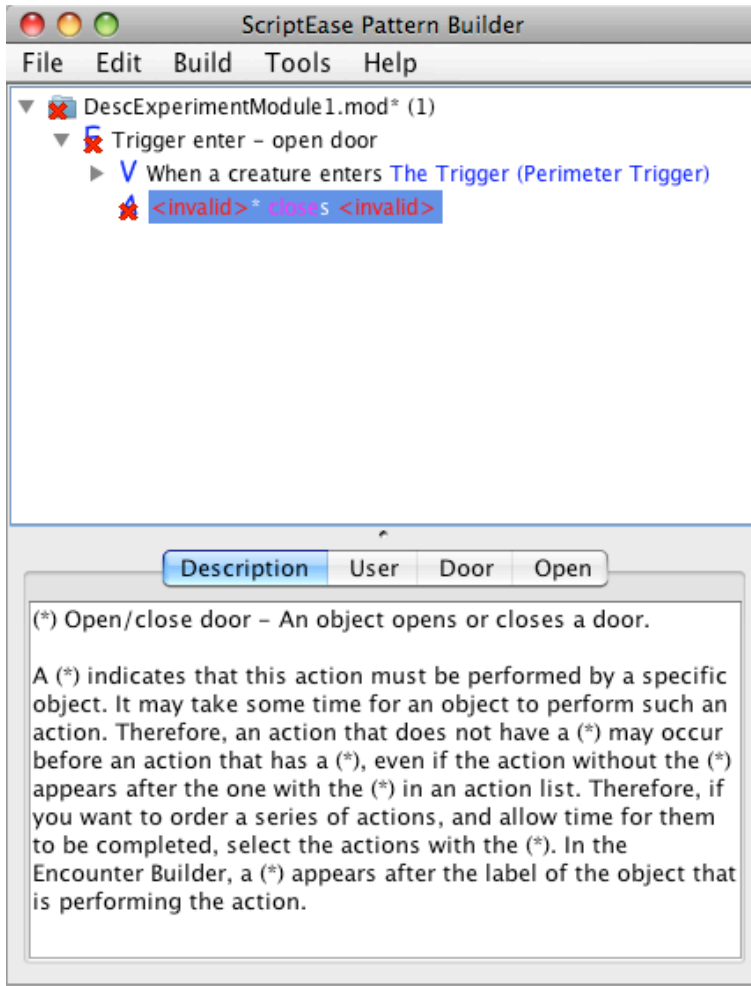 ScriptEase Pattern Builder
File Edit Build Tools Help
DescExperimentModule1.mod* (1)
Trigger enter – open door
V When a creature enters The Trigger (Perimeter Trigger)
<invalid>* closes <invalid>
Description User Door Open
(*) Open/close door – An object opens or closes a door.
A (*) indicates that this action must be performed by a specific
object. It may take some time for an object to perform such an
action. Therefore, an action that does not have a (*) may occur
before an action that has a (*), even if the action without the (*)
appears after the one with the (*) in an action list. Therefore, if
you want to order a series of actions, and allow time for them
to be completed, select the actions with the (*). In the
Encounter Builder, a (*) appears after the label of the object that
is performing the action.